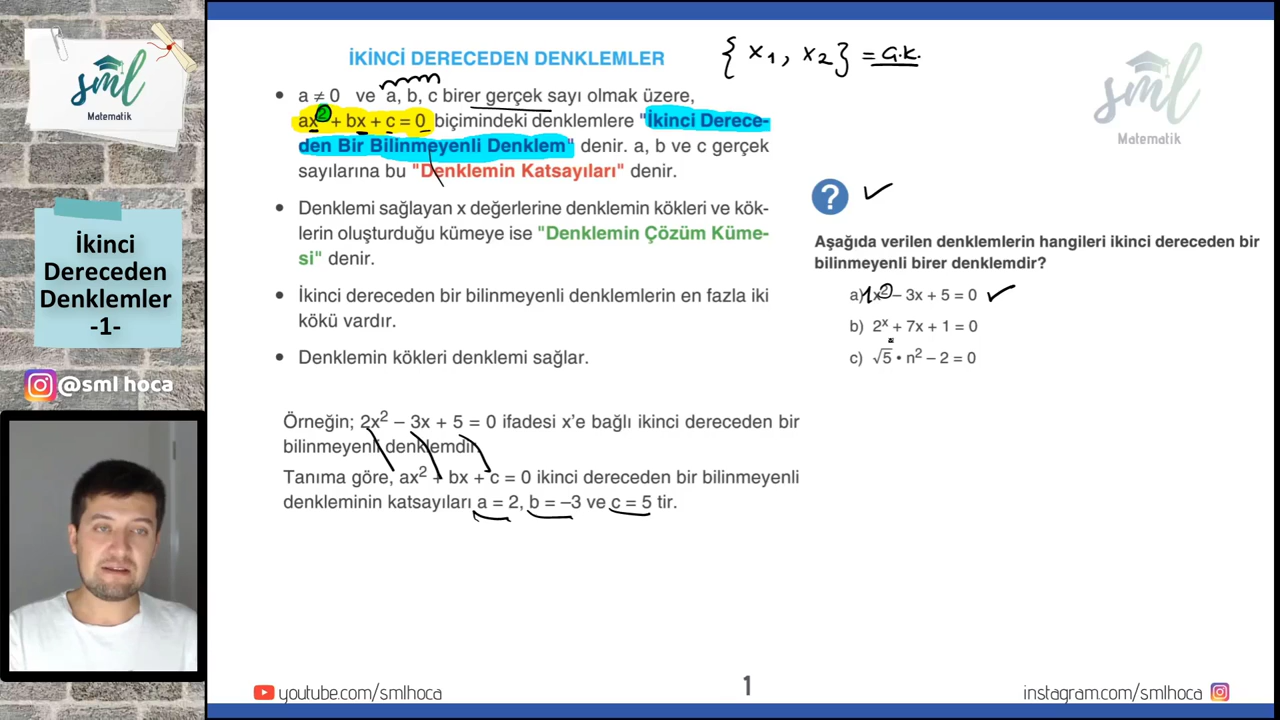 sml
Matematik
İkinci
Dereceden
Denklemler
-1-
@sml hoca
İKİNCİ DERECEDEN DENKLEMLER
{ x1, x2 } = Ç.K.
• a ≠ 0 ve a, b, c birer gerçek sayı olmak üzere,
ax² + bx + c = 0 biçimindeki denklemlere "İkinci Derece-
den Bir Bilinmeyenli Denklem" denir. a, b ve c gerçek
sayılarına bu "Denklemin Katsayıları" denir.
• Denklemi sağlayan x değerlerine denklemin kökleri ve kök-
lerin oluşturduğu kümeye ise "Denklemin Çözüm Küme-
si" denir.
• İkinci dereceden bir bilinmeyenli denklemlerin en fazla iki
kökü vardır.
• Denklemin kökleri denklemi sağlar.
Örneğin; 2x² – 3x + 5 = 0 ifadesi x'e bağlı ikinci dereceden bir
bilinmeyenli denklemdir.
Tanıma göre, ax² + bx + c = 0 ikinci dereceden bir bilinmeyenli
denkleminin katsayıları a = 2, b = –3 ve c = 5 tir.
sml
Matematik
? ✓
Aşağıda verilen denklemlerin hangileri ikinci dereceden bir
bilinmeyenli birer denklemdir?
a) 1x² – 3x + 5 = 0 ✓
b) 2ˣ + 7x + 1 = 0
c) √5 • n² – 2 = 0
youtube.com/smlhoca
1
instagram.com/smlhoca